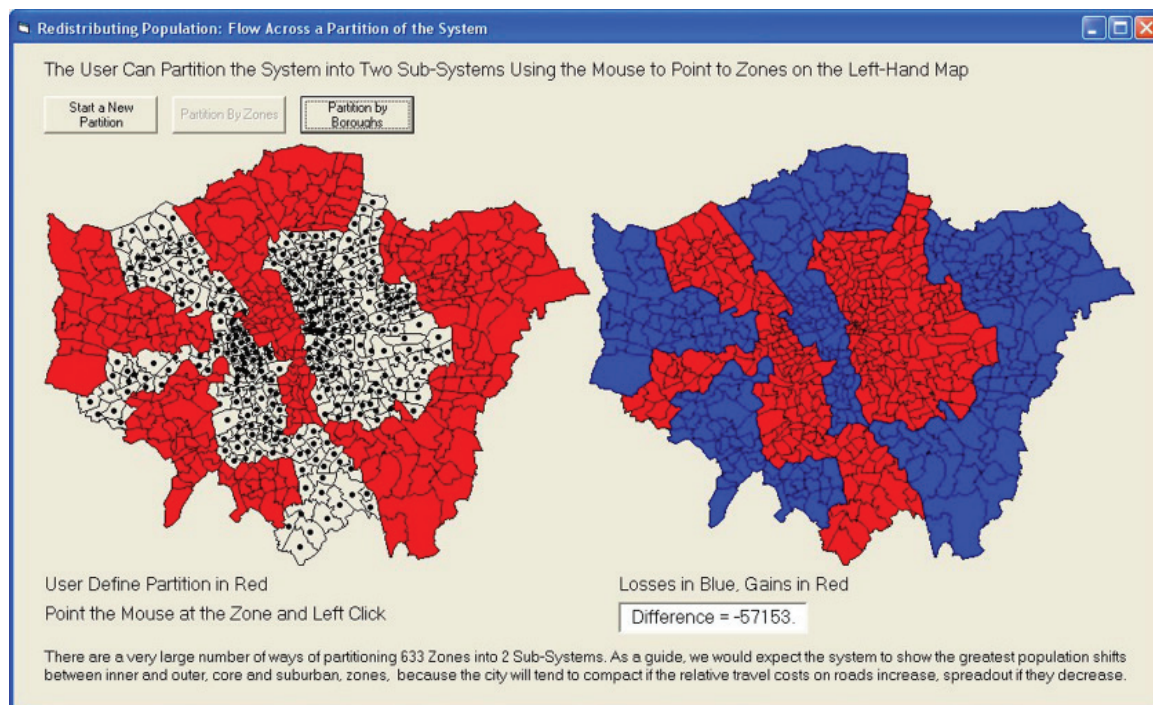 Redistributing Population: Flow Across a Partition of the System
The User Can Partition the System into Two Sub-Systems Using the Mouse to Point to Zones on the Left-Hand Map
Start a New
Partition
Partition By Zones
Partition by
Boroughs
User Define Partition in Red
Point the Mouse at the Zone and Left Click
Losses in Blue, Gains in Red
Difference = -57153.
There are a very large number of ways of partitioning 633 Zones into 2 Sub-Systems. As a guide, we would expect the system to show the greatest population shifts
between inner and outer, core and suburban, zones, because the city will tend to compact if the relative travel costs on roads increase, spreadout if they decrease.